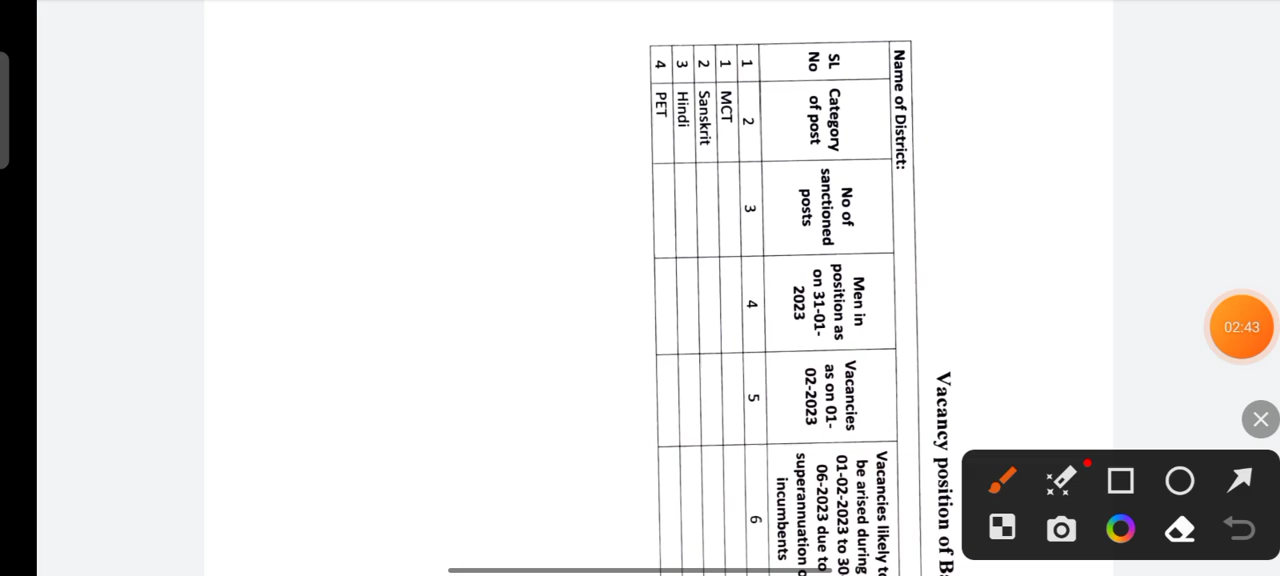 Vacancy position of Ba
Name of District:
SL
No
Category
of post
No of
sanctioned
posts
Men in
position as
on 31-01-
2023
Vacancies
as on 01-
02-2023
Vacancies likely to
be arised during
01-02-2023 to 30
06-2023 due to
superannuation o
incumbents
1 2 3 4 5 6
1 MCT
2 Sanskrit
3 Hindi
4 PET
02:43